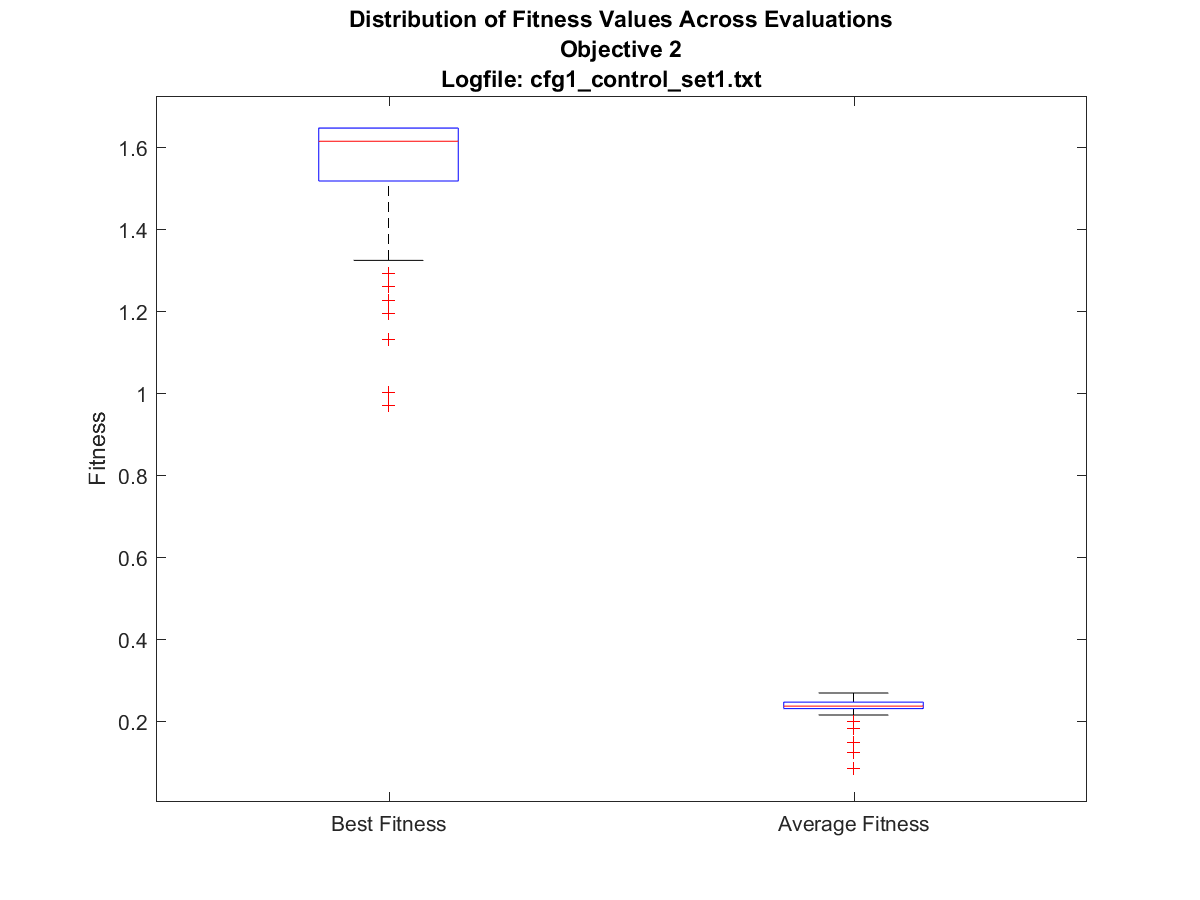 Distribution of Fitness Values Across Evaluations
Objective 2
Logfile: cfg1_control_set1.txt
1.6
1.4
1.2
1
0.8
0.6
0.4
0.2
Fitness
Best Fitness
Average Fitness